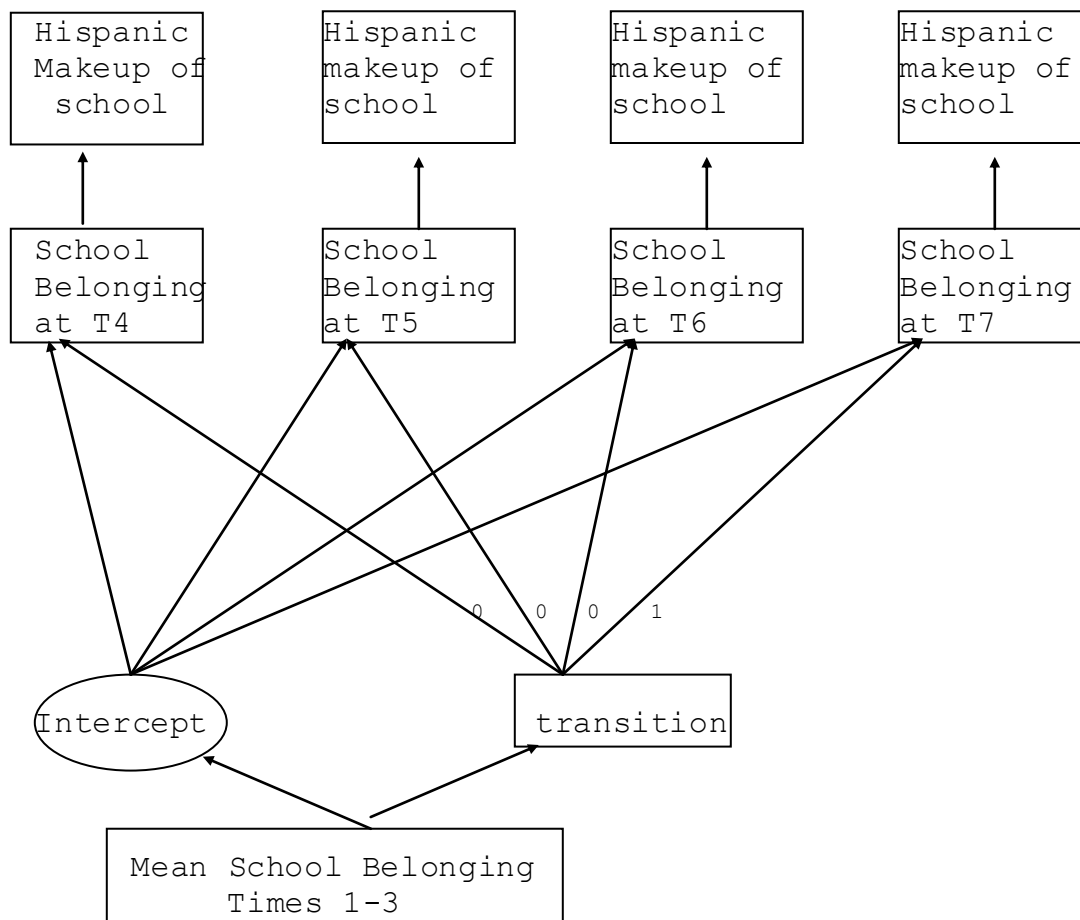 Hispanic
Makeup of
school
Hispanic
makeup of
school
Hispanic
makeup of
school
Hispanic
makeup of
school
School
Belonging
at T4
School
Belonging
at T5
School
Belonging
at T6
School
Belonging
at T7
0 0 0 1
Intercept
transition
Mean School Belonging
Times 1-3